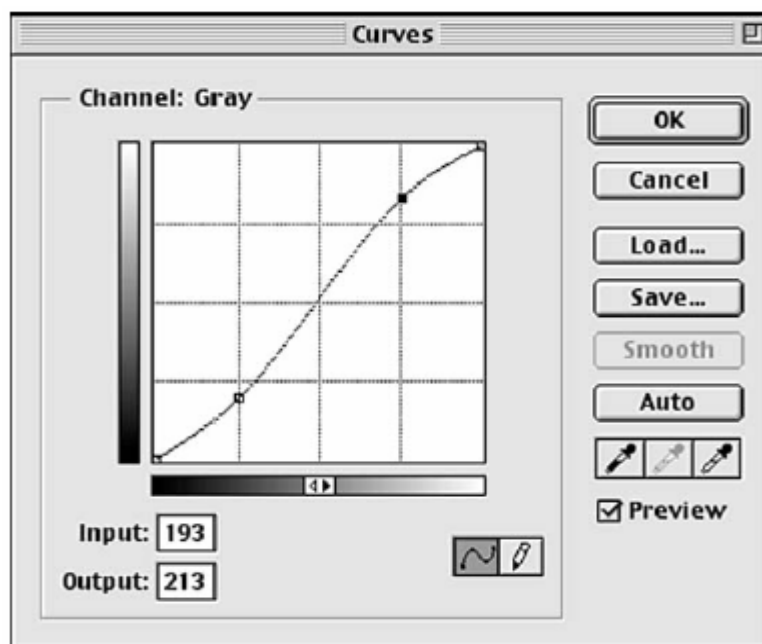 Curves
Channel: Gray
OK
Cancel
Load...
Save...
Smooth
Auto
Preview
Input: 193
Output: 213